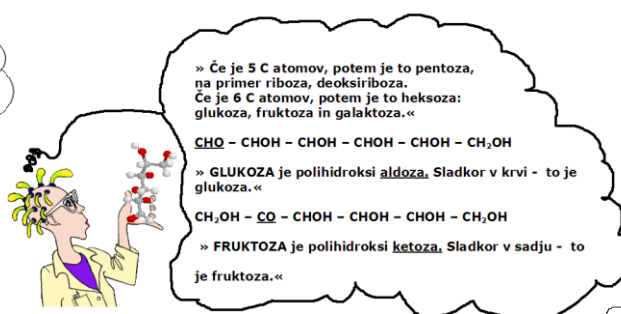 » Če je 5 C atomov, potem je to pentoza,
na primer riboza, deoksiriboza.
Če je 6 C atomov, potem je to heksoza:
glukoza, fruktoza in galaktoza.«
CHO – CHOH – CHOH – CHOH – CHOH – CH₂OH
» GLUKOZA je polihidroksi aldoza. Sladkor v krvi - to je
glukoza.«
CH₂OH – CO – CHOH – CHOH – CHOH – CH₂OH
» FRUKTOZA je polihidroksi ketoza. Sladkor v sadju - to
je fruktoza.«